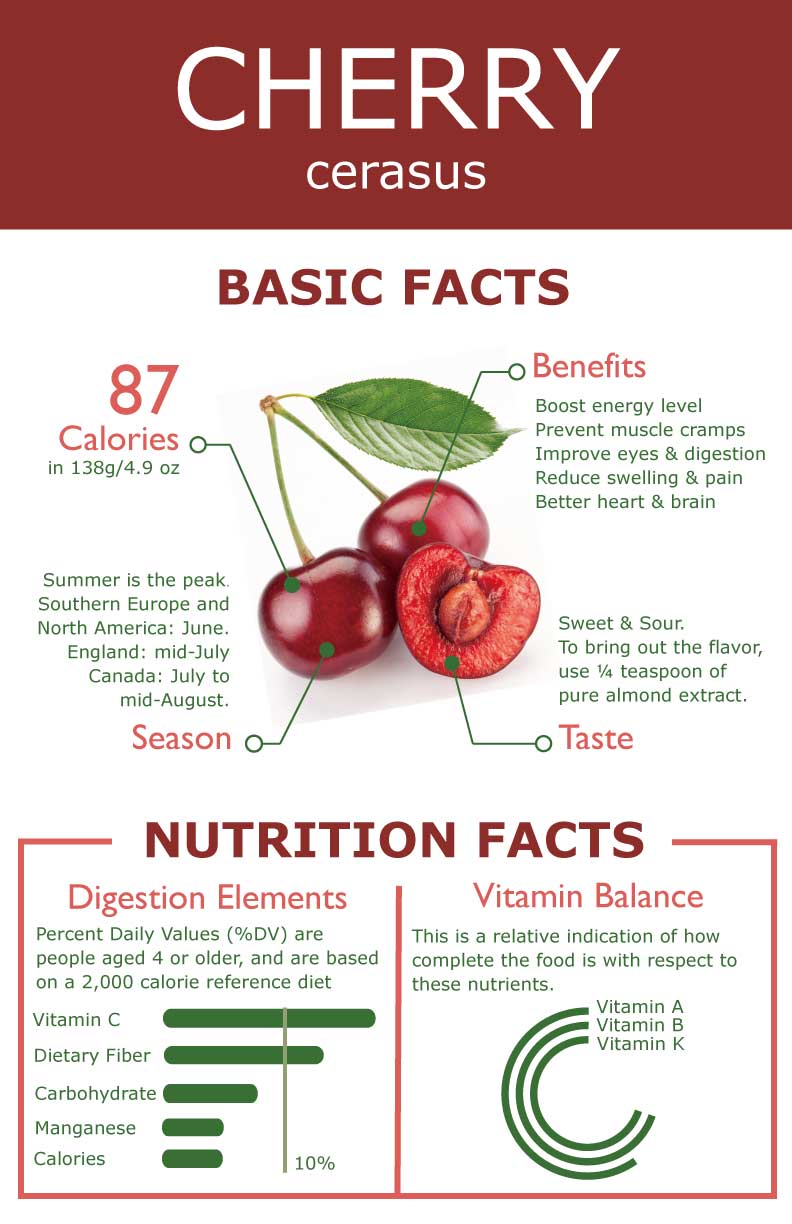 CHERRY
cerasus
BASIC FACTS
87
Calories
in 138g/4.9 oz
Benefits
Boost energy level
Prevent muscle cramps
Improve eyes & digestion
Reduce swelling & pain
Better heart & brain
Summer is the peak.
Southern Europe and
North America: June.
England: mid-July
Canada: July to
mid-August.
Season
Sweet & Sour.
To bring out the flavor,
use ¼ teaspoon of
pure almond extract.
Taste
NUTRITION FACTS
Digestion Elements
Percent Daily Values (%DV) are
people aged 4 or older, and are based
on a 2,000 calorie reference diet
Vitamin C
Dietary Fiber
Carbohydrate
Manganese
Calories
10%
Vitamin Balance
This is a relative indication of how
complete the food is with respect to
these nutrients.
Vitamin A
Vitamin B
Vitamin K